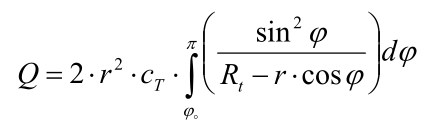 Q = 2 · r² · c_T · ∫_{φ₀}^{π} ( sin² φ / (R_t − r · cos φ) ) dφ